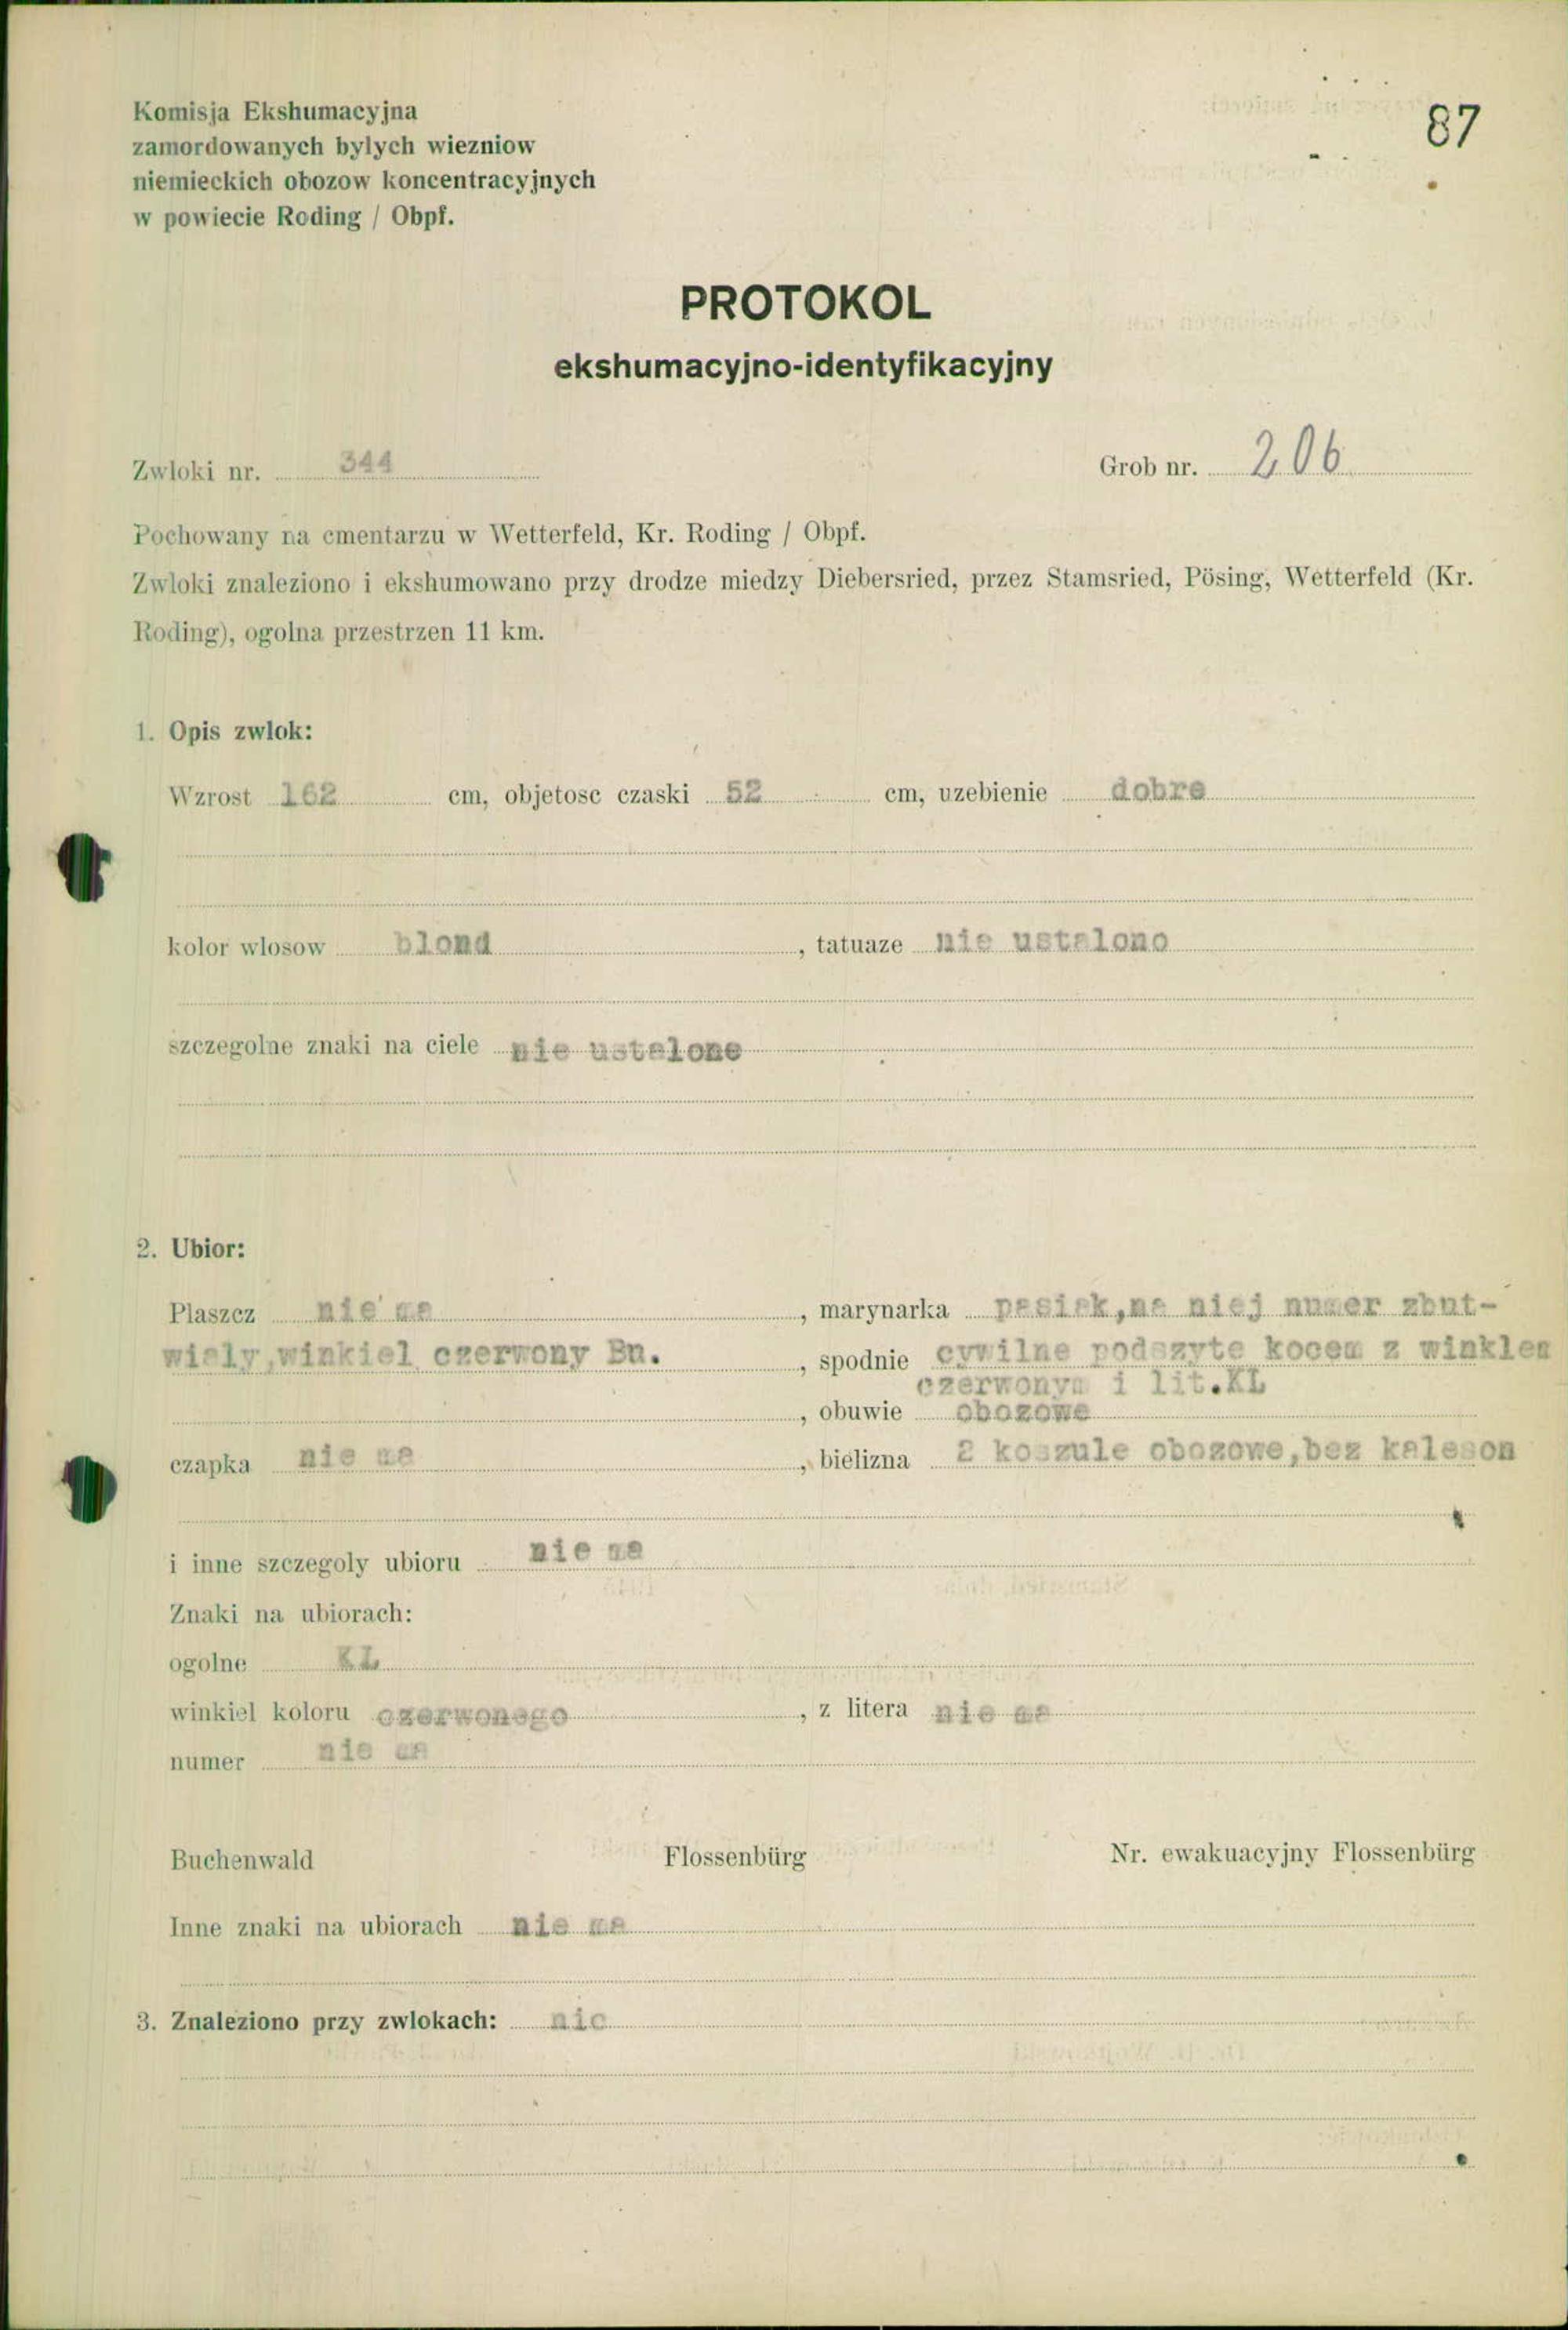 87
Komisja Ekshumacyjna
zamordowanych bylych wiezniow
niemieckich obozow koncentracyjnych
w powiecie Roding / Obpf.
PROTOKOL
ekshumacyjno-identyfikacyjny
Zwloki nr. 344 Grob nr. 206
Pochowany na cmentarzu w Wetterfeld, Kr. Roding / Obpf.
Zwloki znaleziono i ekshumowano przy drodze miedzy Diebersried, przez Stamsried, Pösing, Wetterfeld (Kr.
Roding), ogolna przestrzen 11 km.
1. Opis zwlok:
Wzrost 162 cm, objetosc czaski 52 cm, uzebienie dobre
kolor wlosow blond, tatuaze nie ustalono
szczegolne znaki na ciele nie ustalone
2. Ubior:
Plaszcz nie ma, marynarka pasiak,na niej numer zbut-
wialy,winkiel czerwony Bn., spodnie cywilne podszyte kocem z winklem
czerwonym i lit.KL
, obuwie obozowe
czapka nie ma, bielizna 2 koszule obozowe,bez kaleson
i inne szczegoly ubioru nie ma
Znaki na ubiorach:
ogolne KL
winkiel koloru czerwonego, z litera nie ma
numer nie ma
Buchenwald Flossenbürg Nr. ewakuacyjny Flossenbürg
Inne znaki na ubiorach nie ma
3. Znaleziono przy zwlokach: nic